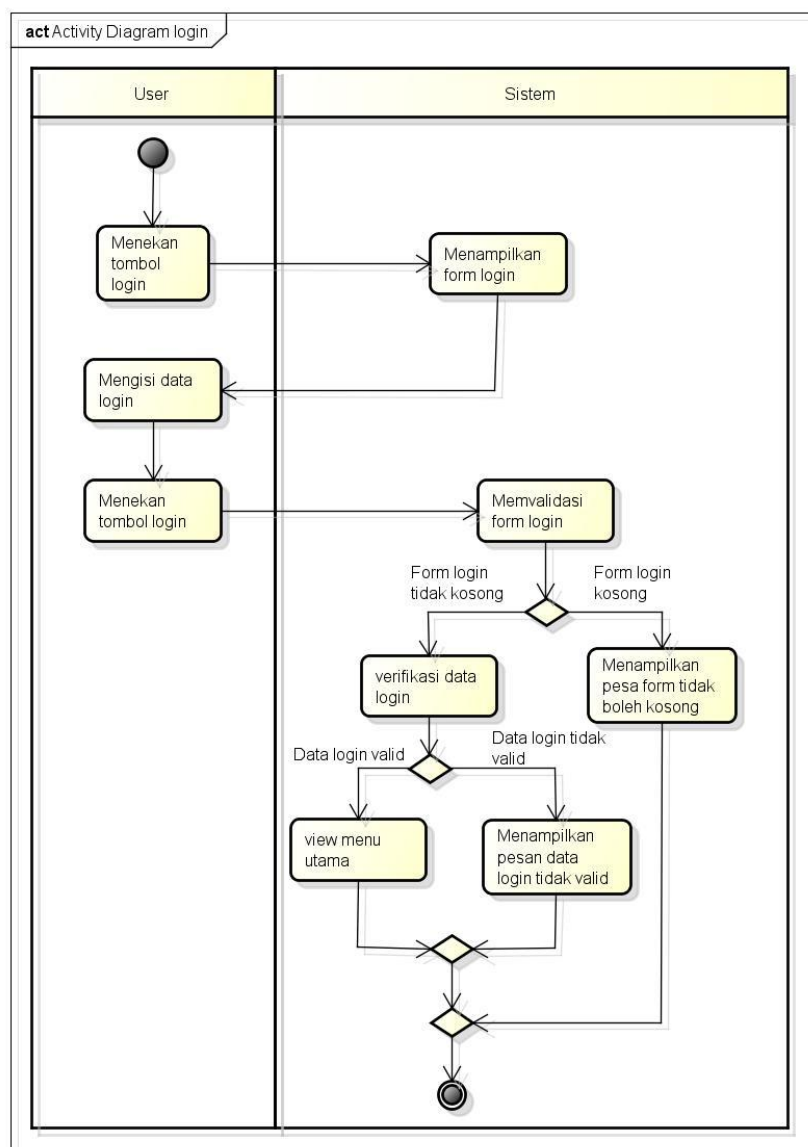 act Activity Diagram login
User
Sistem
Menekan
tombol
login
Menampilkan
form login
Mengisi data
login
Menekan
tombol login
Memvalidasi
form login
Form login
tidak kosong
Form login
kosong
verifikasi data
login
Menampilkan
pesa form tidak
boleh kosong
Data login valid
Data login tidak
valid
view menu
utama
Menampilkan
pesan data
login tidak valid